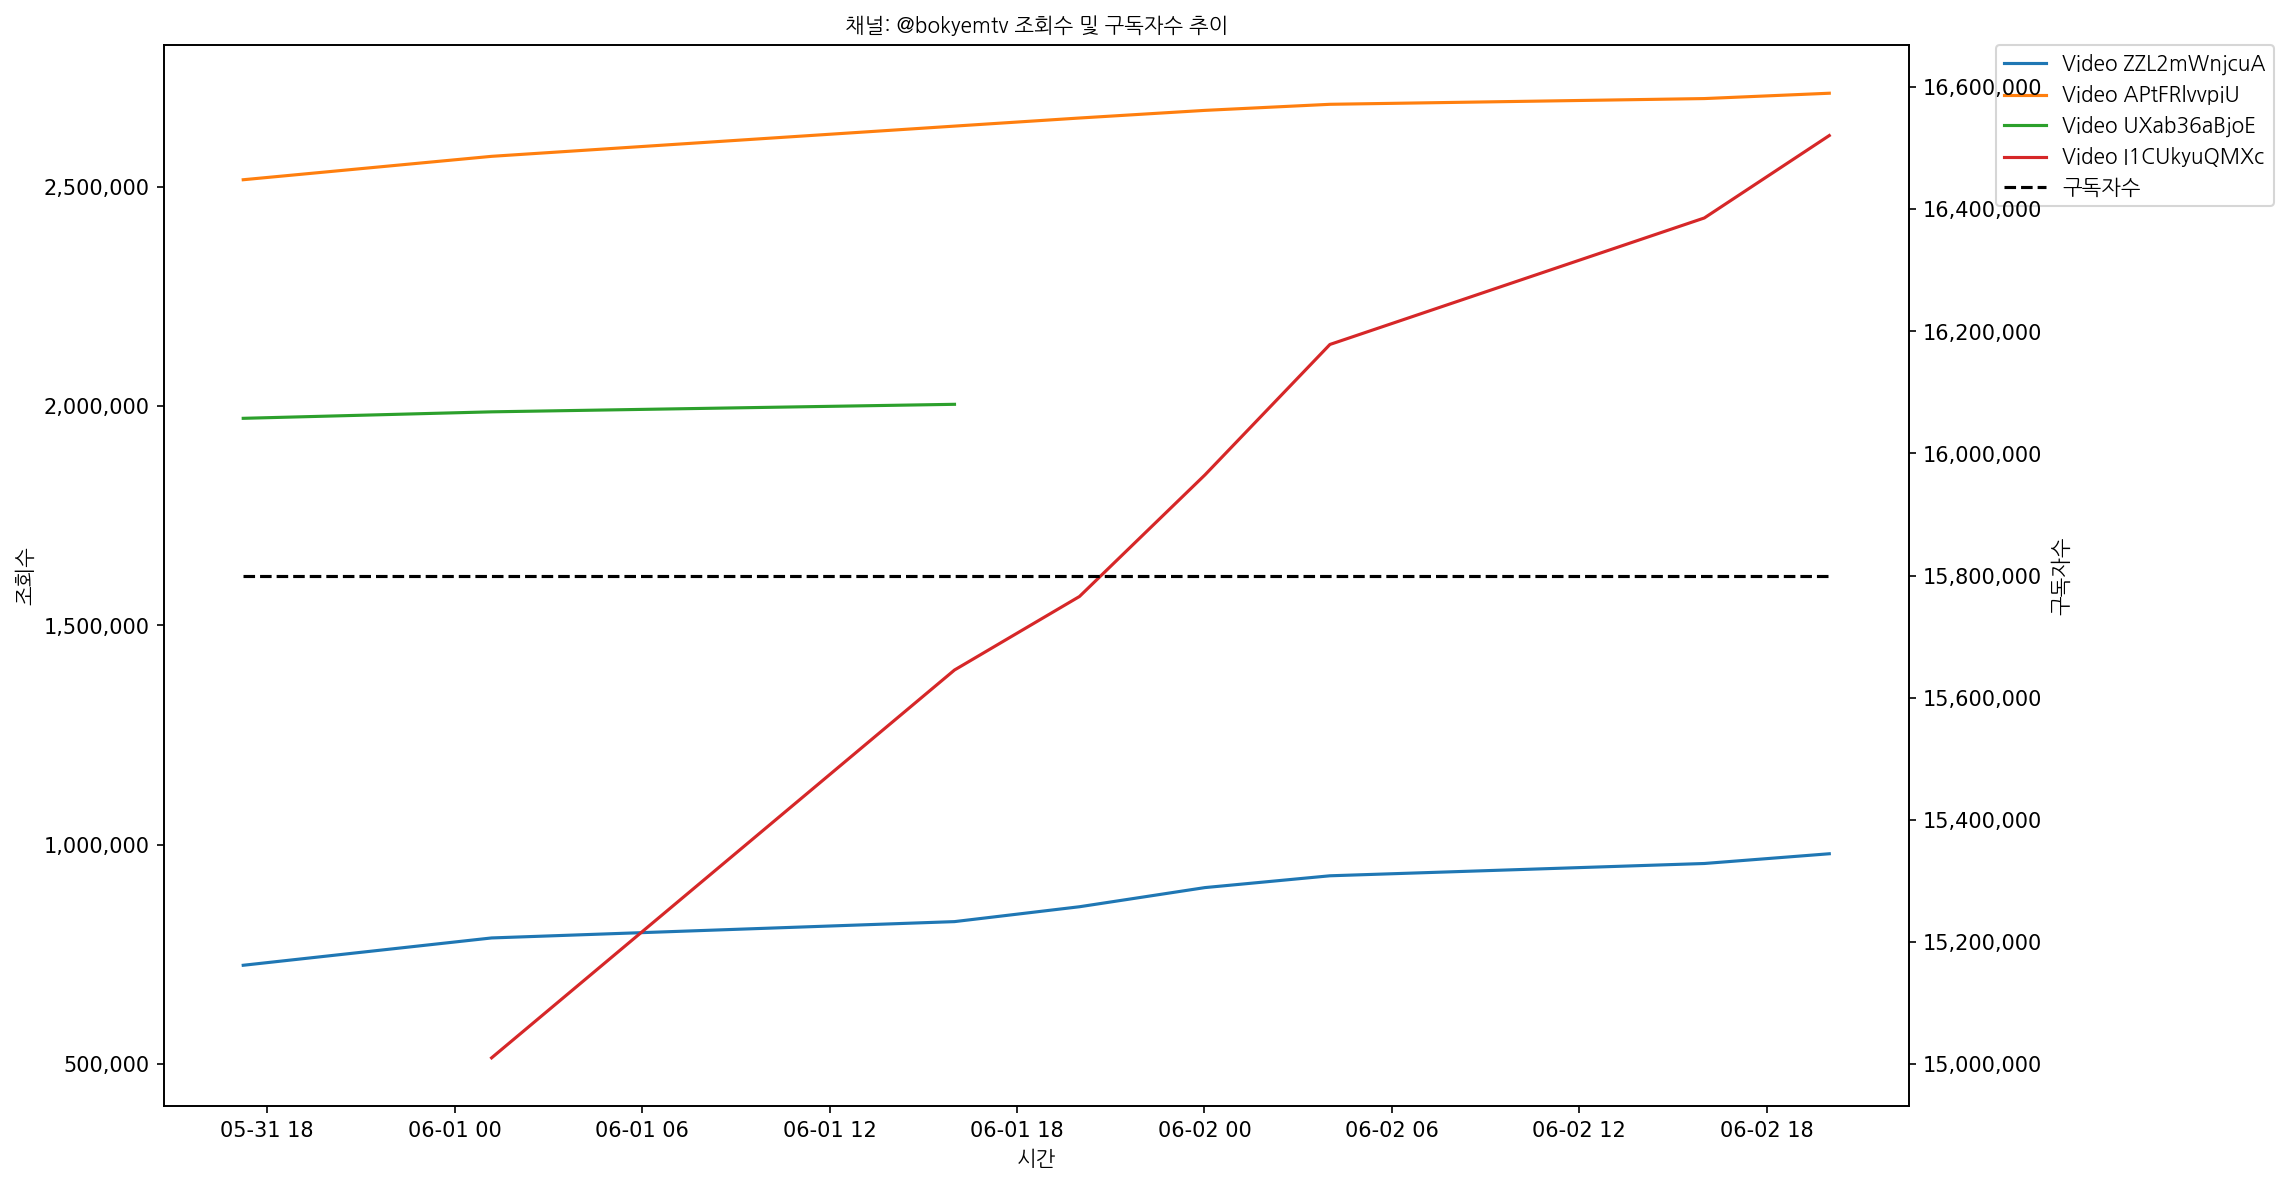 채널: @bokyemtv 조회수 및 구독자수 추이
Video ZZL2mWnjcuA
Video APtFRlvvpiU
Video UXab36aBjoE
Video I1CUkyuQMXc
구독자수
2,500,000
2,000,000
1,500,000
1,000,000
500,000
조회수
16,600,000
16,400,000
16,200,000
16,000,000
15,800,000
15,600,000
15,400,000
15,200,000
15,000,000
구독자수
05-31 18
06-01 00
06-01 06
06-01 12
06-01 18
06-02 00
06-02 06
06-02 12
06-02 18
시간